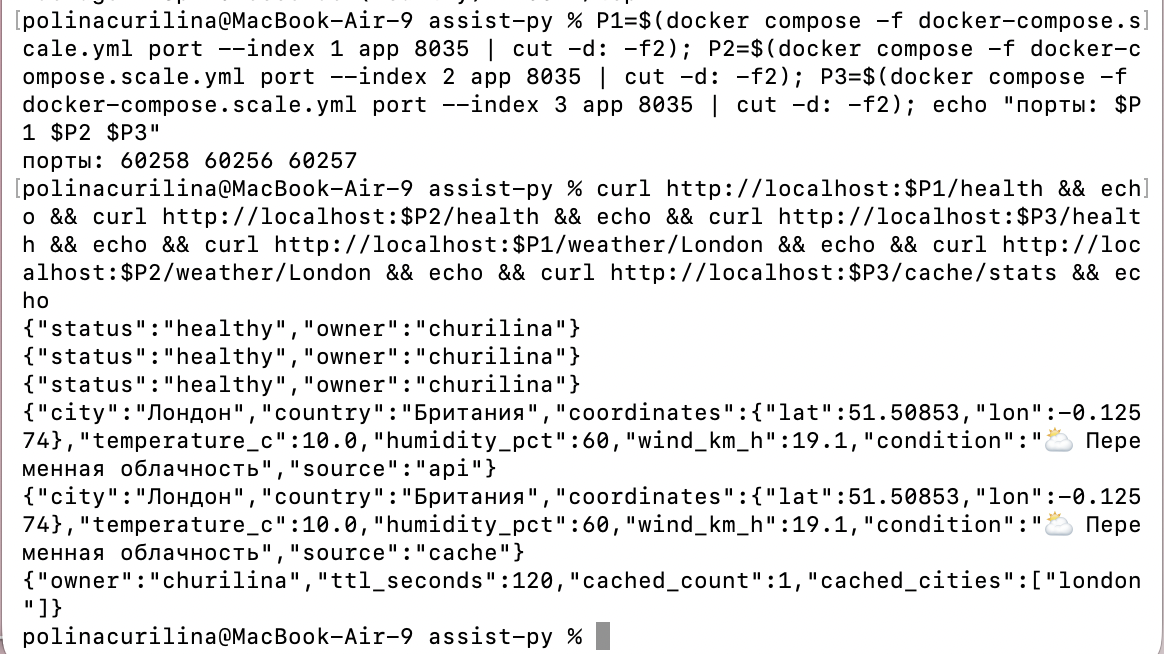 [polinacurilina@MacBook-Air-9 assist-py % P1=$(docker compose -f docker-compose.s]
cale.yml port --index 1 app 8035 | cut -d: -f2); P2=$(docker compose -f docker-c
ompose.scale.yml port --index 2 app 8035 | cut -d: -f2); P3=$(docker compose -f
docker-compose.scale.yml port --index 3 app 8035 | cut -d: -f2); echo "порты: $P
1 $P2 $P3"
порты: 60258 60256 60257
[polinacurilina@MacBook-Air-9 assist-py % curl http://localhost:$P1/health && ech]
o && curl http://localhost:$P2/health && echo && curl http://localhost:$P3/healt
h && echo && curl http://localhost:$P1/weather/London && echo && curl http://loc
alhost:$P2/weather/London && echo && curl http://localhost:$P3/cache/stats && ec
ho
{"status":"healthy","owner":"churilina"}
{"status":"healthy","owner":"churilina"}
{"status":"healthy","owner":"churilina"}
{"city":"Лондон","country":"Британия","coordinates":{"lat":51.50853,"lon":-0.125
74},"temperature_c":10.0,"humidity_pct":60,"wind_km_h":19.1,"condition":"⛅ Пере
менная облачность","source":"api"}
{"city":"Лондон","country":"Британия","coordinates":{"lat":51.50853,"lon":-0.125
74},"temperature_c":10.0,"humidity_pct":60,"wind_km_h":19.1,"condition":"⛅ Пере
менная облачность","source":"cache"}
{"owner":"churilina","ttl_seconds":120,"cached_count":1,"cached_cities":["london
"]}
polinacurilina@MacBook-Air-9 assist-py %